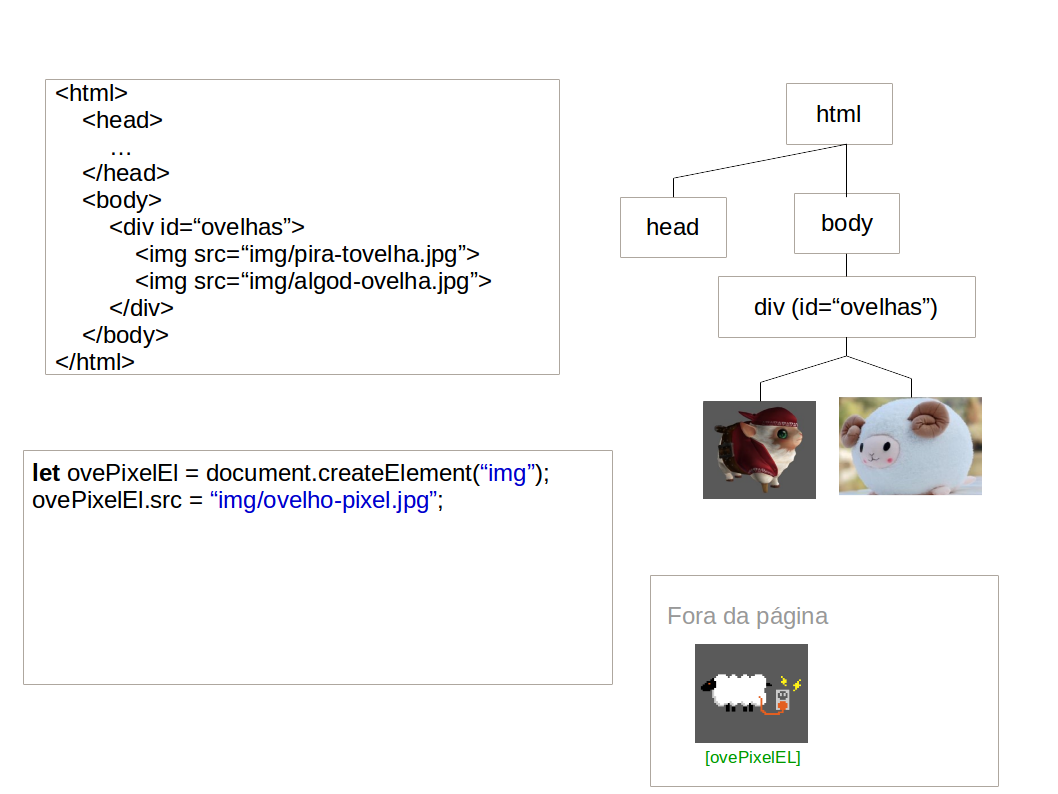 <html>
<head>
...
</head>
<body>
<div id=“ovelhas”>
<img src=“img/pira-tovelha.jpg”>
<img src=“img/algod-ovelha.jpg”>
</div>
</body>
</html>
html
head
body
div (id=“ovelhas”)
let ovePixelEl = document.createElement(“img”);
ovePixelEl.src = “img/ovelho-pixel.jpg”;
Fora da página
[ovePixelEL]